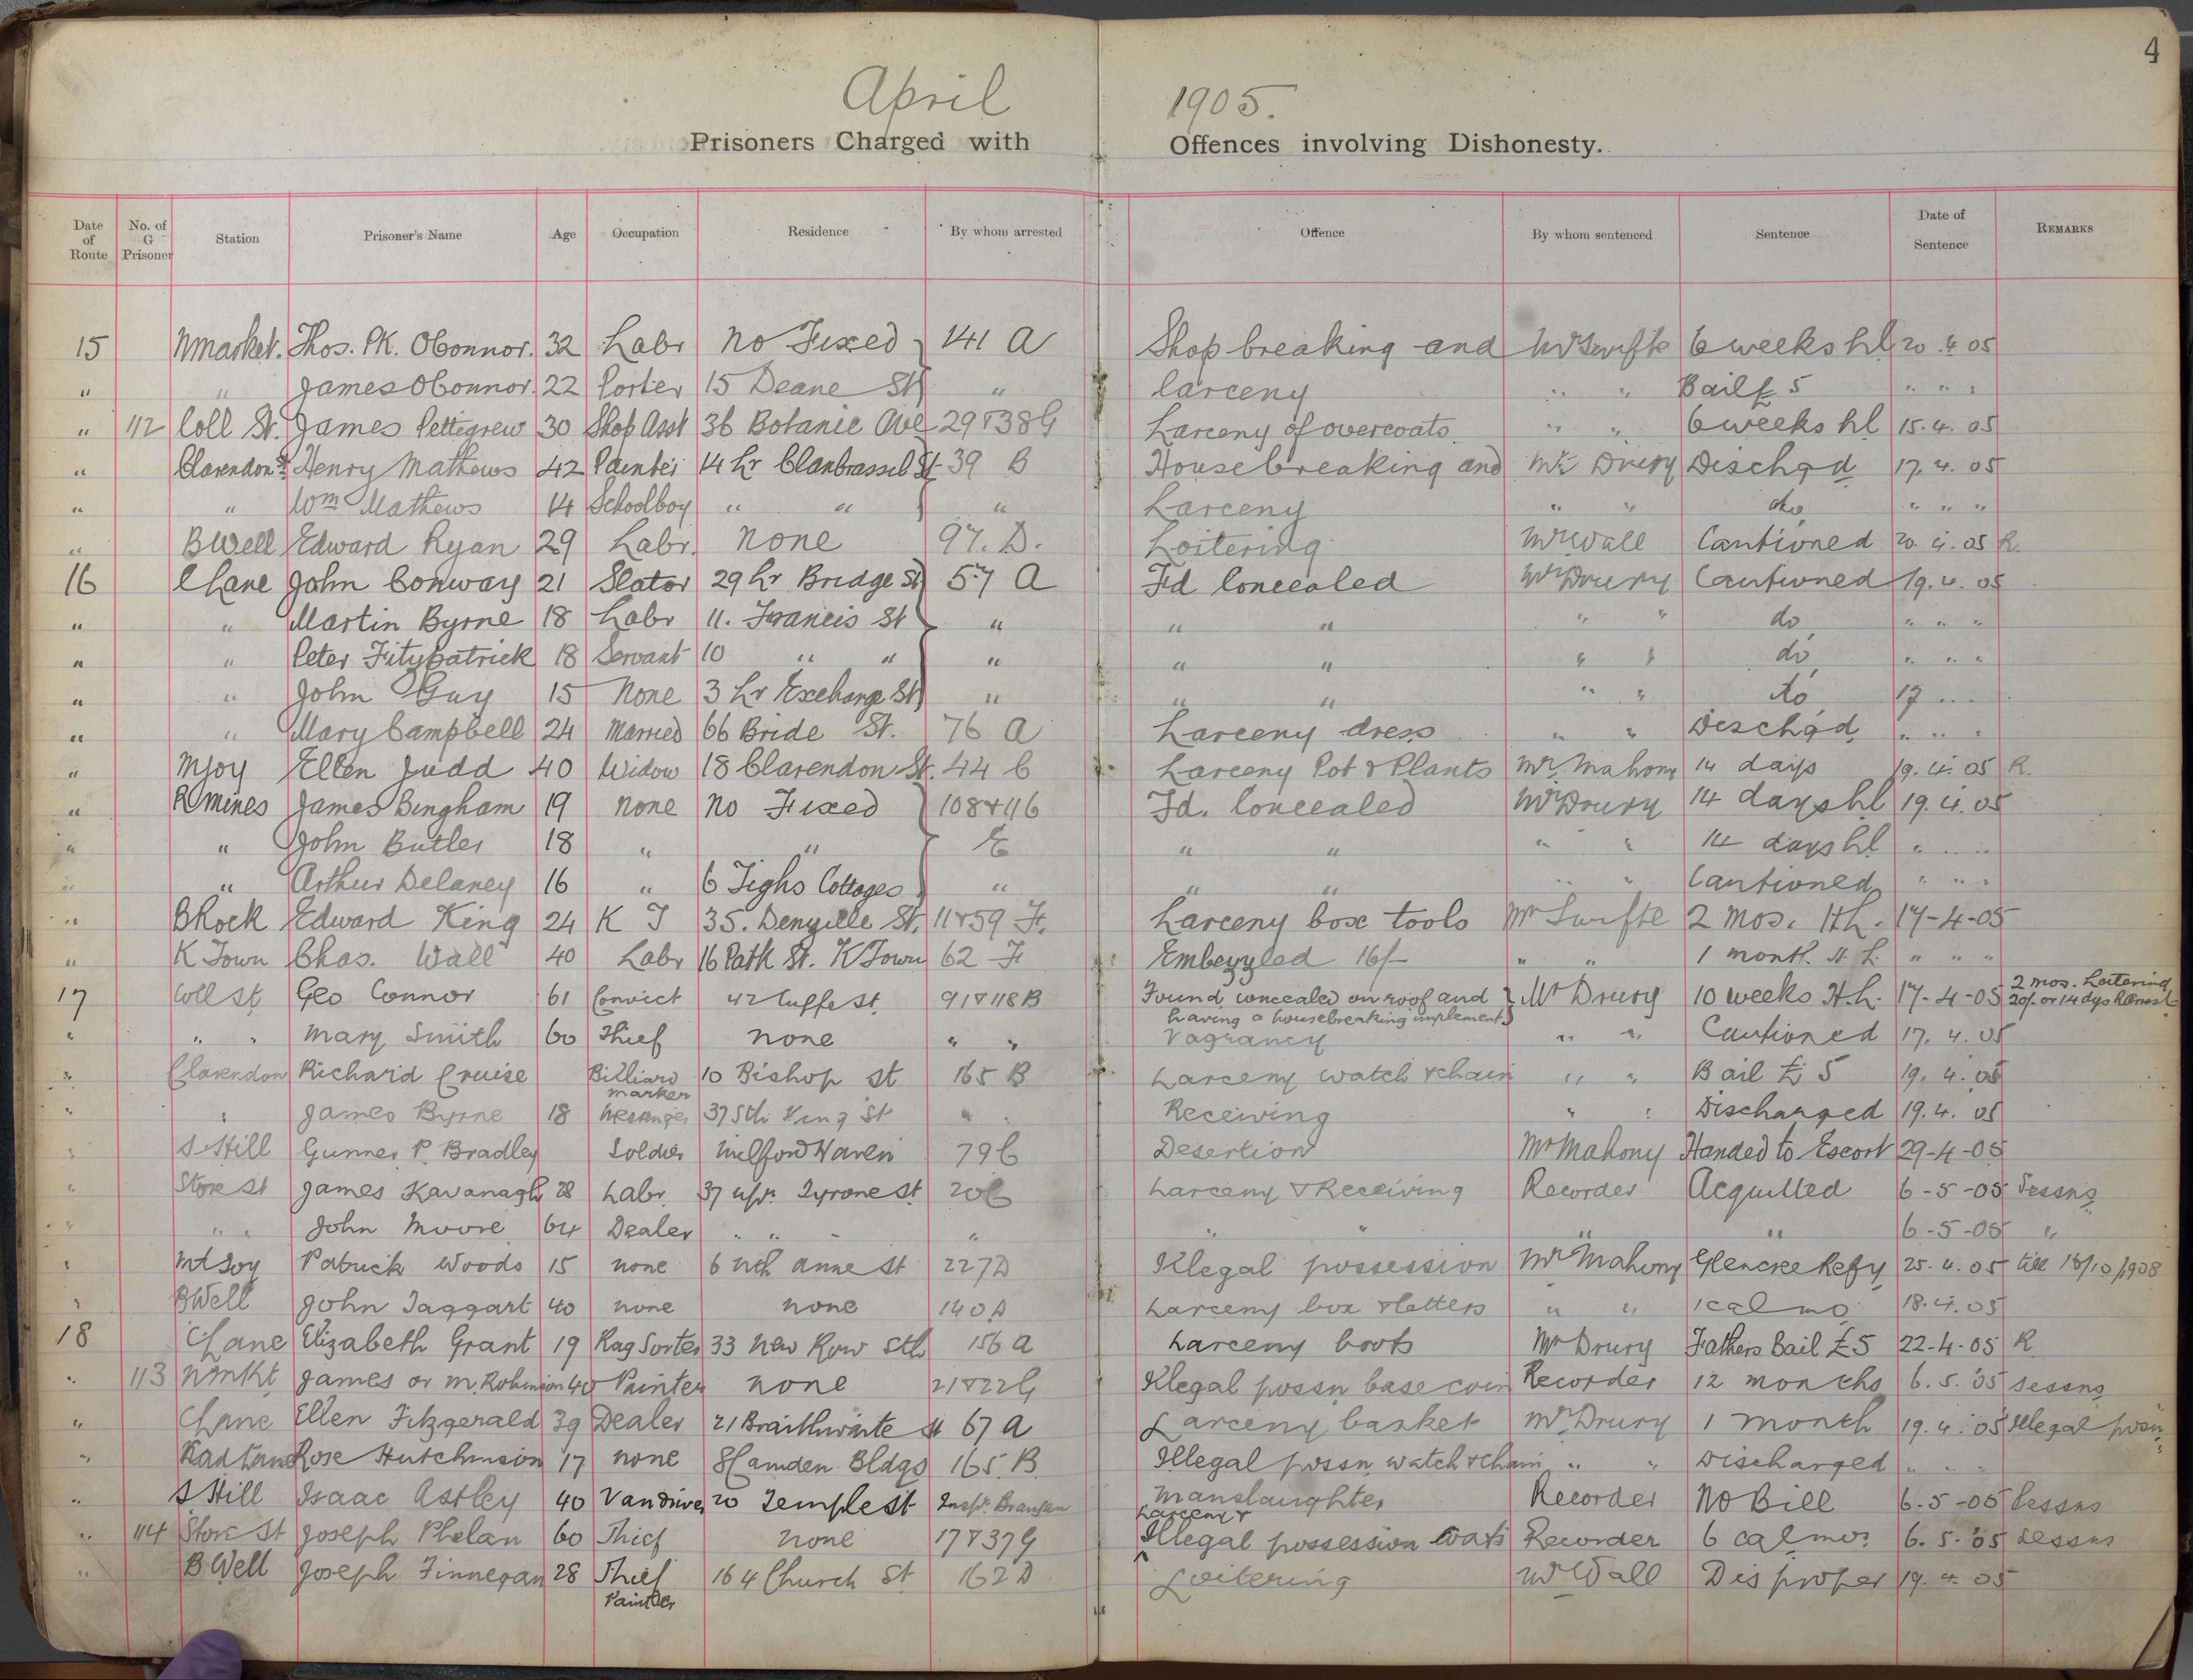 4
April 1905.
Prisoners Charged with Offences involving Dishonesty.
Date of Route No. of G Prisoner Station Prisoner's Name Age Occupation Residence By whom arrested Offence By whom sentenced Sentence Date of Sentence REMARKS
15 Nmarket. Thos. PK. OConnor. 32 Labr No Fixed 141 A Shop breaking and Mr Swifte 6 weeks hl 20.4.05
" " James OConnor. 22 Porter 15 Deane St " larceny " " Bail £5 " " "
" 112 Coll St. James Pettigrew 30 Shop Asst 36 Botanic Ave 29 & 38 G Larceny of overcoats. " " 6 weeks hl 15.4.05
" Clarendon St Henry Mathews 42 Painter 14 Lr Clanbrassil St 39 B Housebreaking and Mr Drury Dischgd 17.4.05
" " Wm Mathews 14 Schoolboy " " " Larceny " " do " " "
" BWell Edward Ryan 29 Labr. None 97. D. Loitering Mr Wall Cautioned 20.4.05 R.
16 C Lane John Conway 21 Slator 29 Lr Bridge St 57 A Fd Concealed Mr Drury Cautioned 19.4.05
" " Martin Byrne 18 Labr 11. Francis St " " " " " do " " "
" " Peter Fitzpatrick 18 Servant 10 " " " " " " " do " " "
" " John Guy 15 None 3 Lr Exchange St " " " " " do 17 " "
" " Mary Campbell 24 Married 66 Bride St. 76 A Larceny dress " " Dischgd. " " "
" Mjoy Ellen Judd 40 Widow 18 Clarendon St. 44 C Larceny Pot & Plants Mr. Mahony 14 days 19.4.05 R.
" R mines James Bingham 19 None No Fixed 108 & 116 Fd. Concealed Mr Drury 14 days hl 19.4.05
" " John Butler 18 " " E " " " " 14 days hl " " "
" " Arthur Delaney 16 " 6 Tighs Cottages " " " " " Cautioned " " "
" BRock Edward King 24 K J 35. Denzille St. 11 & 59 F. Larceny box tools Mr Swifte 2 mos. Hh. 17-4-05
" K Town Chas. Wall 40 Labr 16 Patk St. K Town 62 F Embezzled 16/- " " 1 month. H. L. " " "
17 Coll St Geo Connor 61 Convict 42 Cuffe St. 91 & 118 B Found concealed on roof and Mr Drury 10 weeks H.h. 17-4-05 2 mos. Loitering
having a housebreaking implement. 20/- or 14 dys
" " " Mary Smith 60 Thief none " " Vagrancy " " Cautioned 17.4.05
" Clarendon Richard Cruise Billiard marker 10 Bishop St 165 B Larceny watch & chain " " Bail £5 19.4.05
" " James Byrne 18 Messenger 37 Sth King St " " Receiving " " Discharged 19.4.05
" S Hill Gunner P. Bradley Soldier Milford Haven 79 C Desertion Mr Mahony Handed to Escort 29-4-05
" Store St James Kavanagh 28 Labr. 37 upr. Tyrone St 20 C Larceny & Receiving Recorder Acquitted 6-5-05 Sessns
" " " John Moore 64 Dealer " " " " " " " " 6-5-05 "
" Mtjoy Patrick Woods 15 none 6 Nth Anne St 227 D Illegal possession Mr Mahony Glencree Refy 25.4.05 till 18/10/1908
" BWell John Taggart 40 none none 140 D Larceny box & letters " " 1 cal mo 18.4.05
18 C Lane Elizabeth Grant 19 Rag Sorter 33 New Row Sth 156 A Larceny boots Mr Drury Fathers Bail £5 22-4-05 R
" 113 Nmkt James or M. Robinson 40 Painter none 21 & 22 G Illegal possn base coin Recorder 12 months 6.5.05 sessns
" C Lane Ellen Fitzgerald 39 Dealer 21 Braithwaite St 67 A Larceny basket Mr Drury 1 month 19.4.05 Illegal possn
" Rose Hutchinson 17 none Hamden Bldgs 165 B Illegal possn watch & chain " " Discharged " " "
" S Hill Isaac Astley 40 Van driver 20 Temple St Inspr. Manslaughter Recorder No Bill 6-5-05 Sessns
" 114 Store St Joseph Phelan 60 Thief none 17 & 37 G Larceny & Illegal possession coats Recorder 6 cal mos 6.5.05 sessns
" B Well Joseph Finnegan 28 Thief Painter 164 Church St 162 D Loitering Mr Wall Dis proper 19.4.05